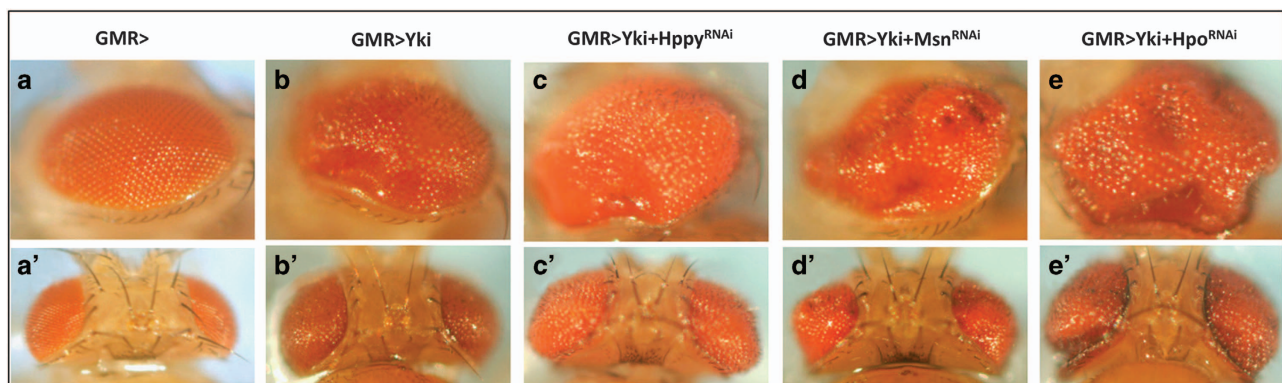 GMR> GMR>Yki GMR>Yki+Hppy^RNAi GMR>Yki+Msn^RNAi GMR>Yki+Hpo^RNAi
a b c d e
a’ b’ c’ d’ e’